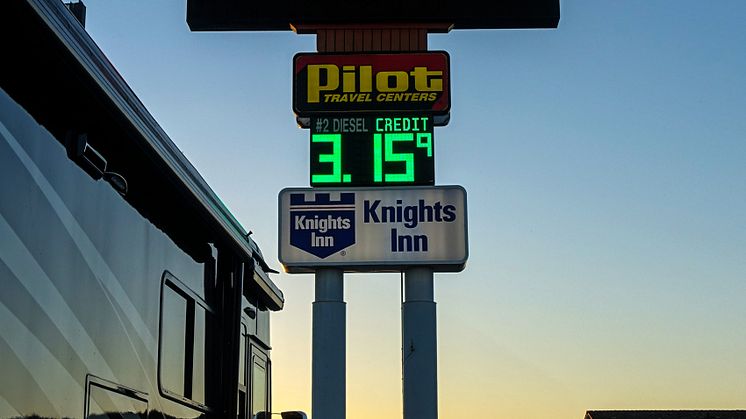 Pilot
TRAVEL CENTERS
#2 DIESEL CREDIT
3.15⁹
Knights
Inn
®
Knights
Inn